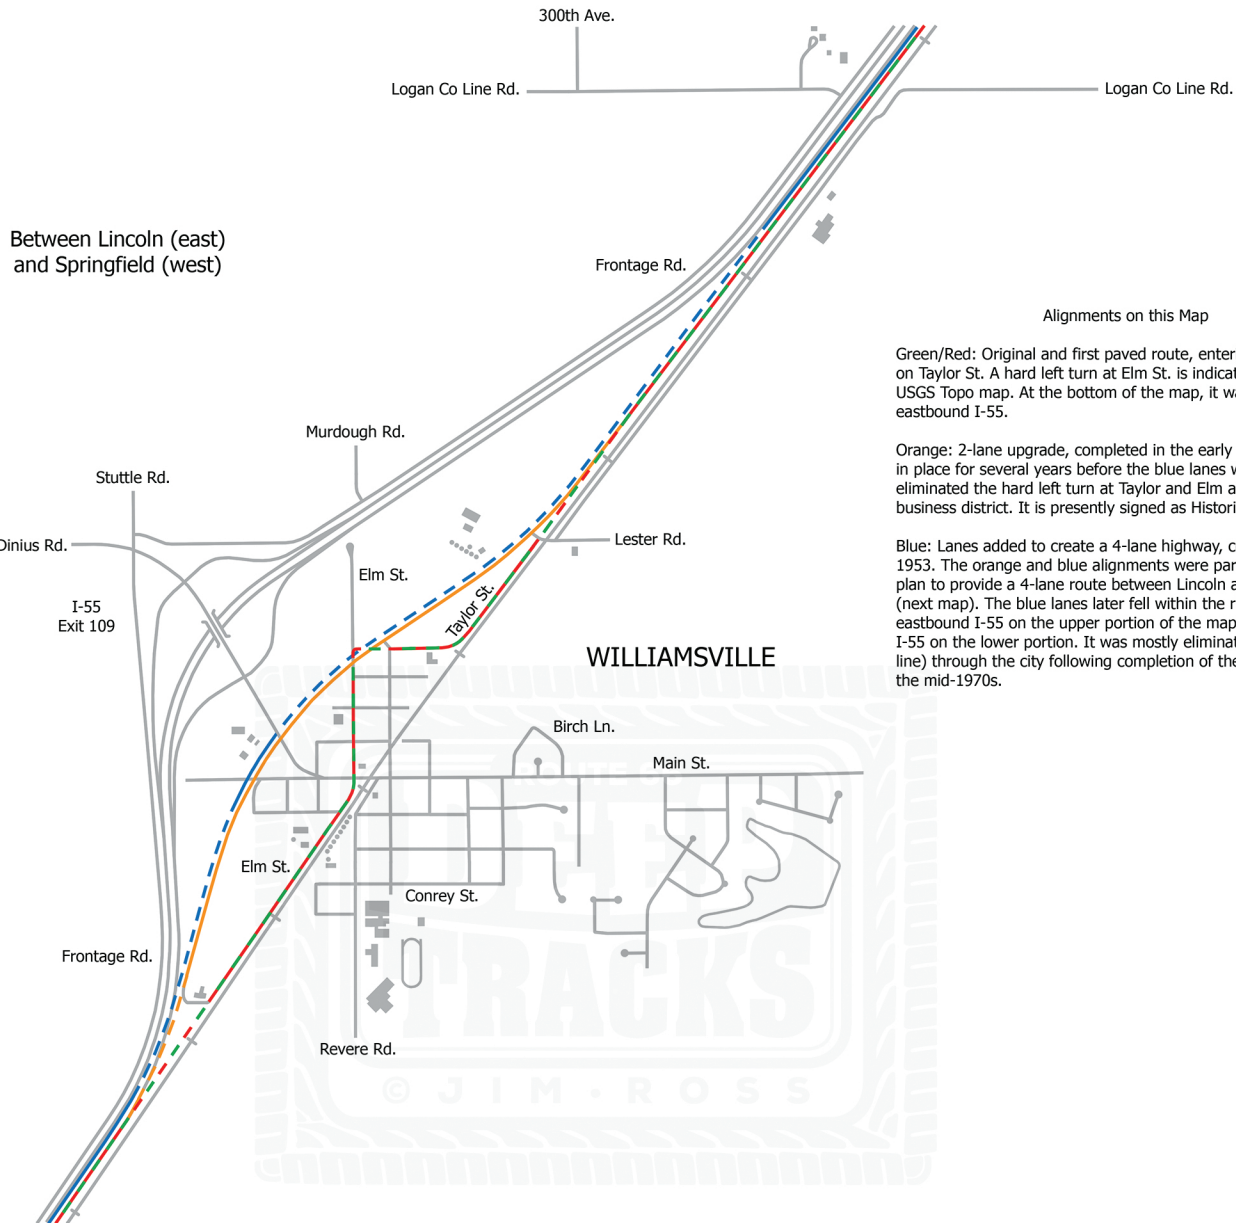 300th Ave.
Logan Co Line Rd.
Logan Co Line Rd.
Between Lincoln (east)
and Springfield (west)
Frontage Rd.
Alignments on this Map
Green/Red: Original and first paved route, enter
on Taylor St. A hard left turn at Elm St. is indicat
USGS Topo map. At the bottom of the map, it wa
eastbound I-55.
Orange: 2-lane upgrade, completed in the early
in place for several years before the blue lanes w
eliminated the hard left turn at Taylor and Elm a
business district. It is presently signed as Histori
Blue: Lanes added to create a 4-lane highway, c
1953. The orange and blue alignments were par
plan to provide a 4-lane route between Lincoln a
(next map). The blue lanes later fell within the r
eastbound I-55 on the upper portion of the map
I-55 on the lower portion. It was mostly eliminat
line) through the city following completion of the
the mid-1970s.
Murdough Rd.
Stuttle Rd.
Dinius Rd.
Lester Rd.
Elm St.
I-55
Exit 109
Taylor St.
WILLIAMSVILLE
Birch Ln.
Main St.
ROUTE 66
Elm St.
Conrey St.
TRACKS
Frontage Rd.
Revere Rd.
© JIM · ROSS